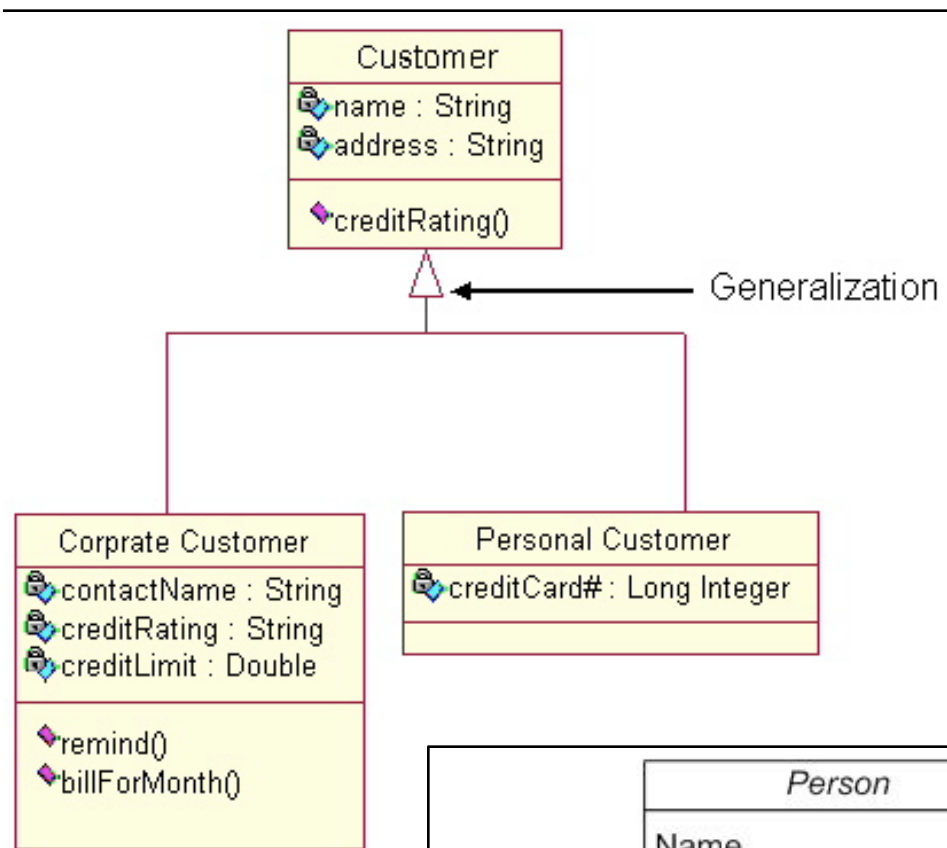 Customer
name : String
address : String
creditRating()
Generalization
Corprate Customer
contactName : String
creditRating : String
creditLimit : Double
remind()
billForMonth()
Personal Customer
creditCard# : Long Integer
Person
Name